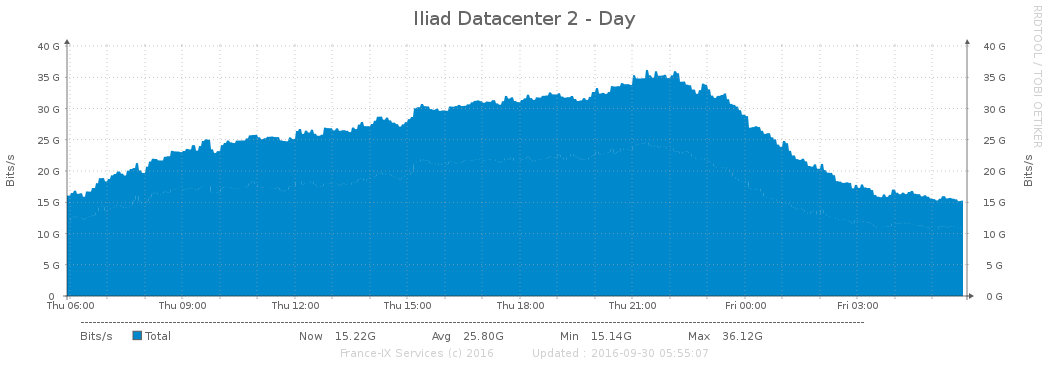 Iliad Datacenter 2 - Day
RRDTOOL / TOBI OETIKER
Bits/s
40 G
35 G
30 G
25 G
20 G
15 G
10 G
5 G
0
40 G
35 G
30 G
25 G
20 G
15 G
10 G
5 G
0 G
Bits/s
Thu 06:00 Thu 09:00 Thu 12:00 Thu 15:00 Thu 18:00 Thu 21:00 Fri 00:00 Fri 03:00
Bits/s Total Now 15.22G Avg 25.80G Min 15.14G Max 36.12G
France-IX Services (c) 2016 Updated : 2016-09-30 05:55:07